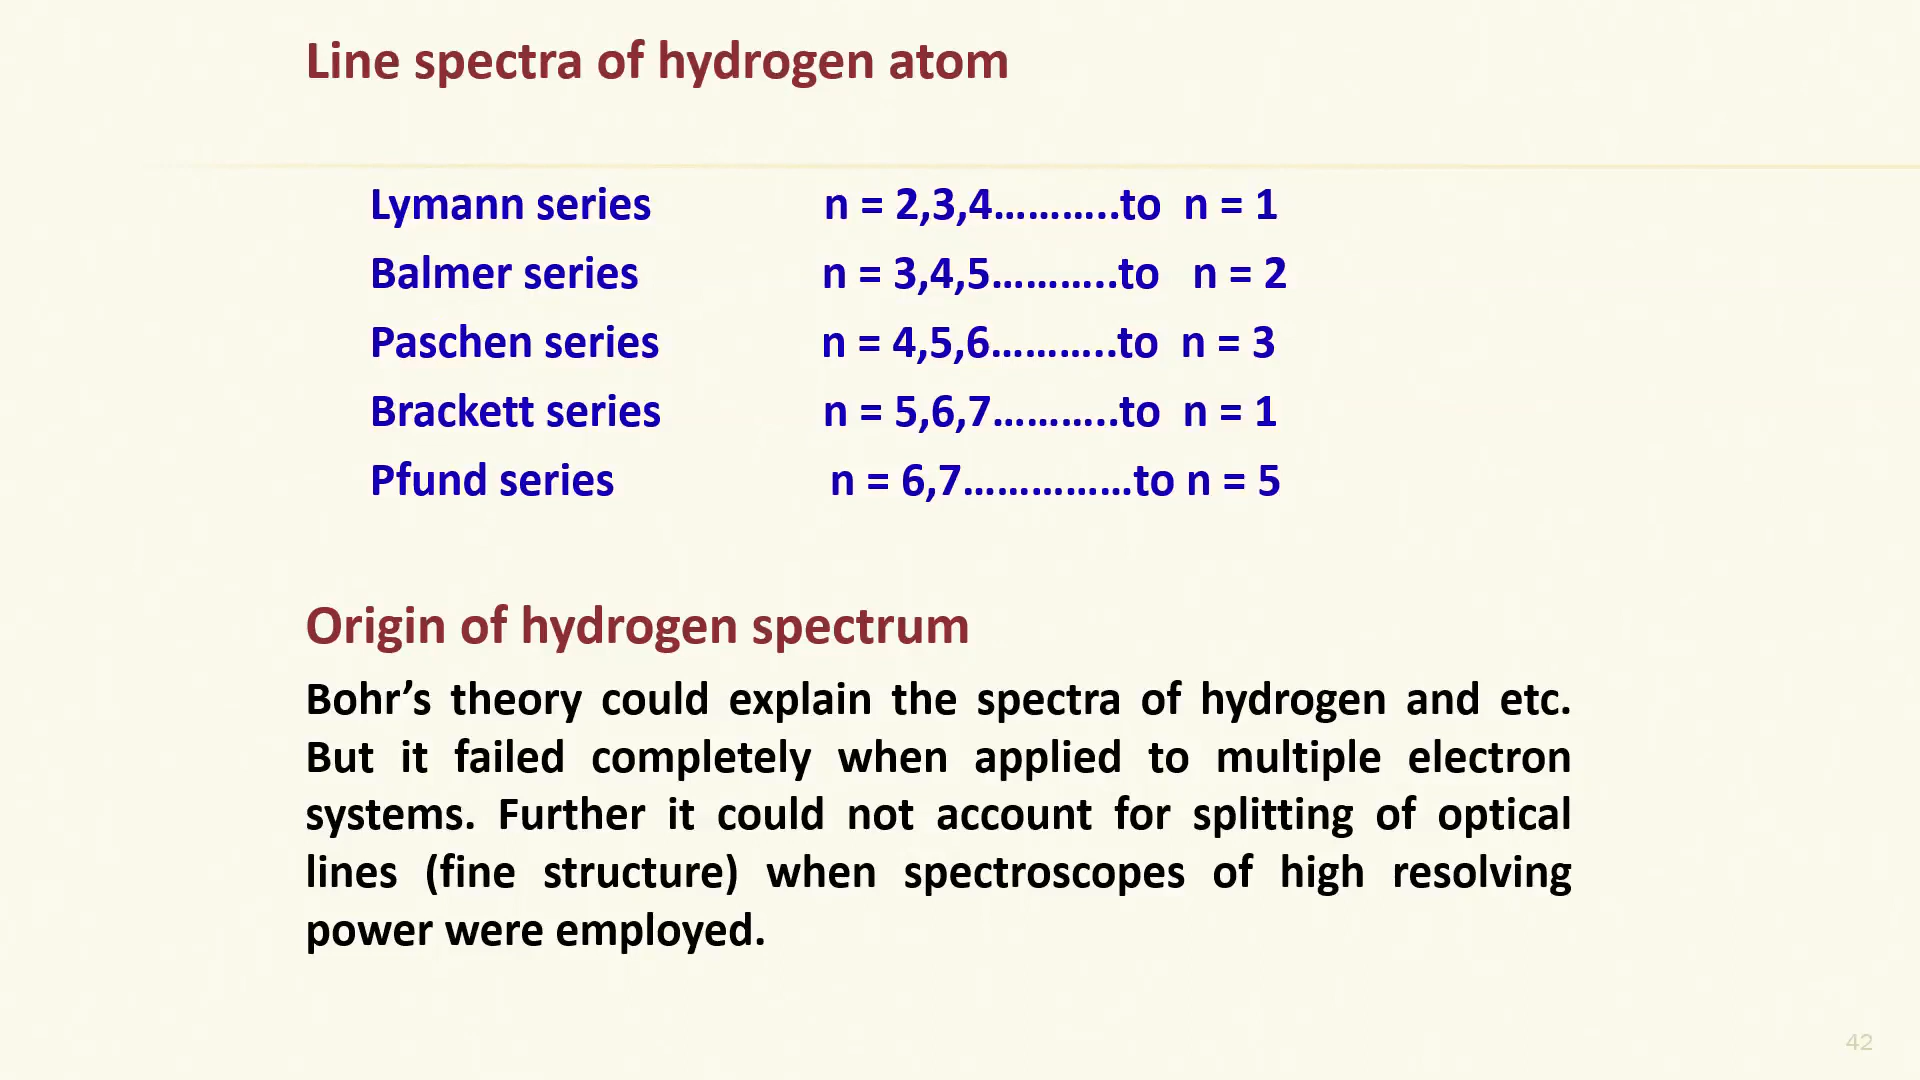 Line spectra of hydrogen atom
Lymann series n = 2,3,4………..to n = 1
Balmer series n = 3,4,5………..to n = 2
Paschen series n = 4,5,6………..to n = 3
Brackett series n = 5,6,7………..to n = 1
Pfund series n = 6,7……………to n = 5
Origin of hydrogen spectrum
Bohr’s theory could explain the spectra of hydrogen and etc.
But it failed completely when applied to multiple electron
systems. Further it could not account for splitting of optical
lines (fine structure) when spectroscopes of high resolving
power were employed.
42